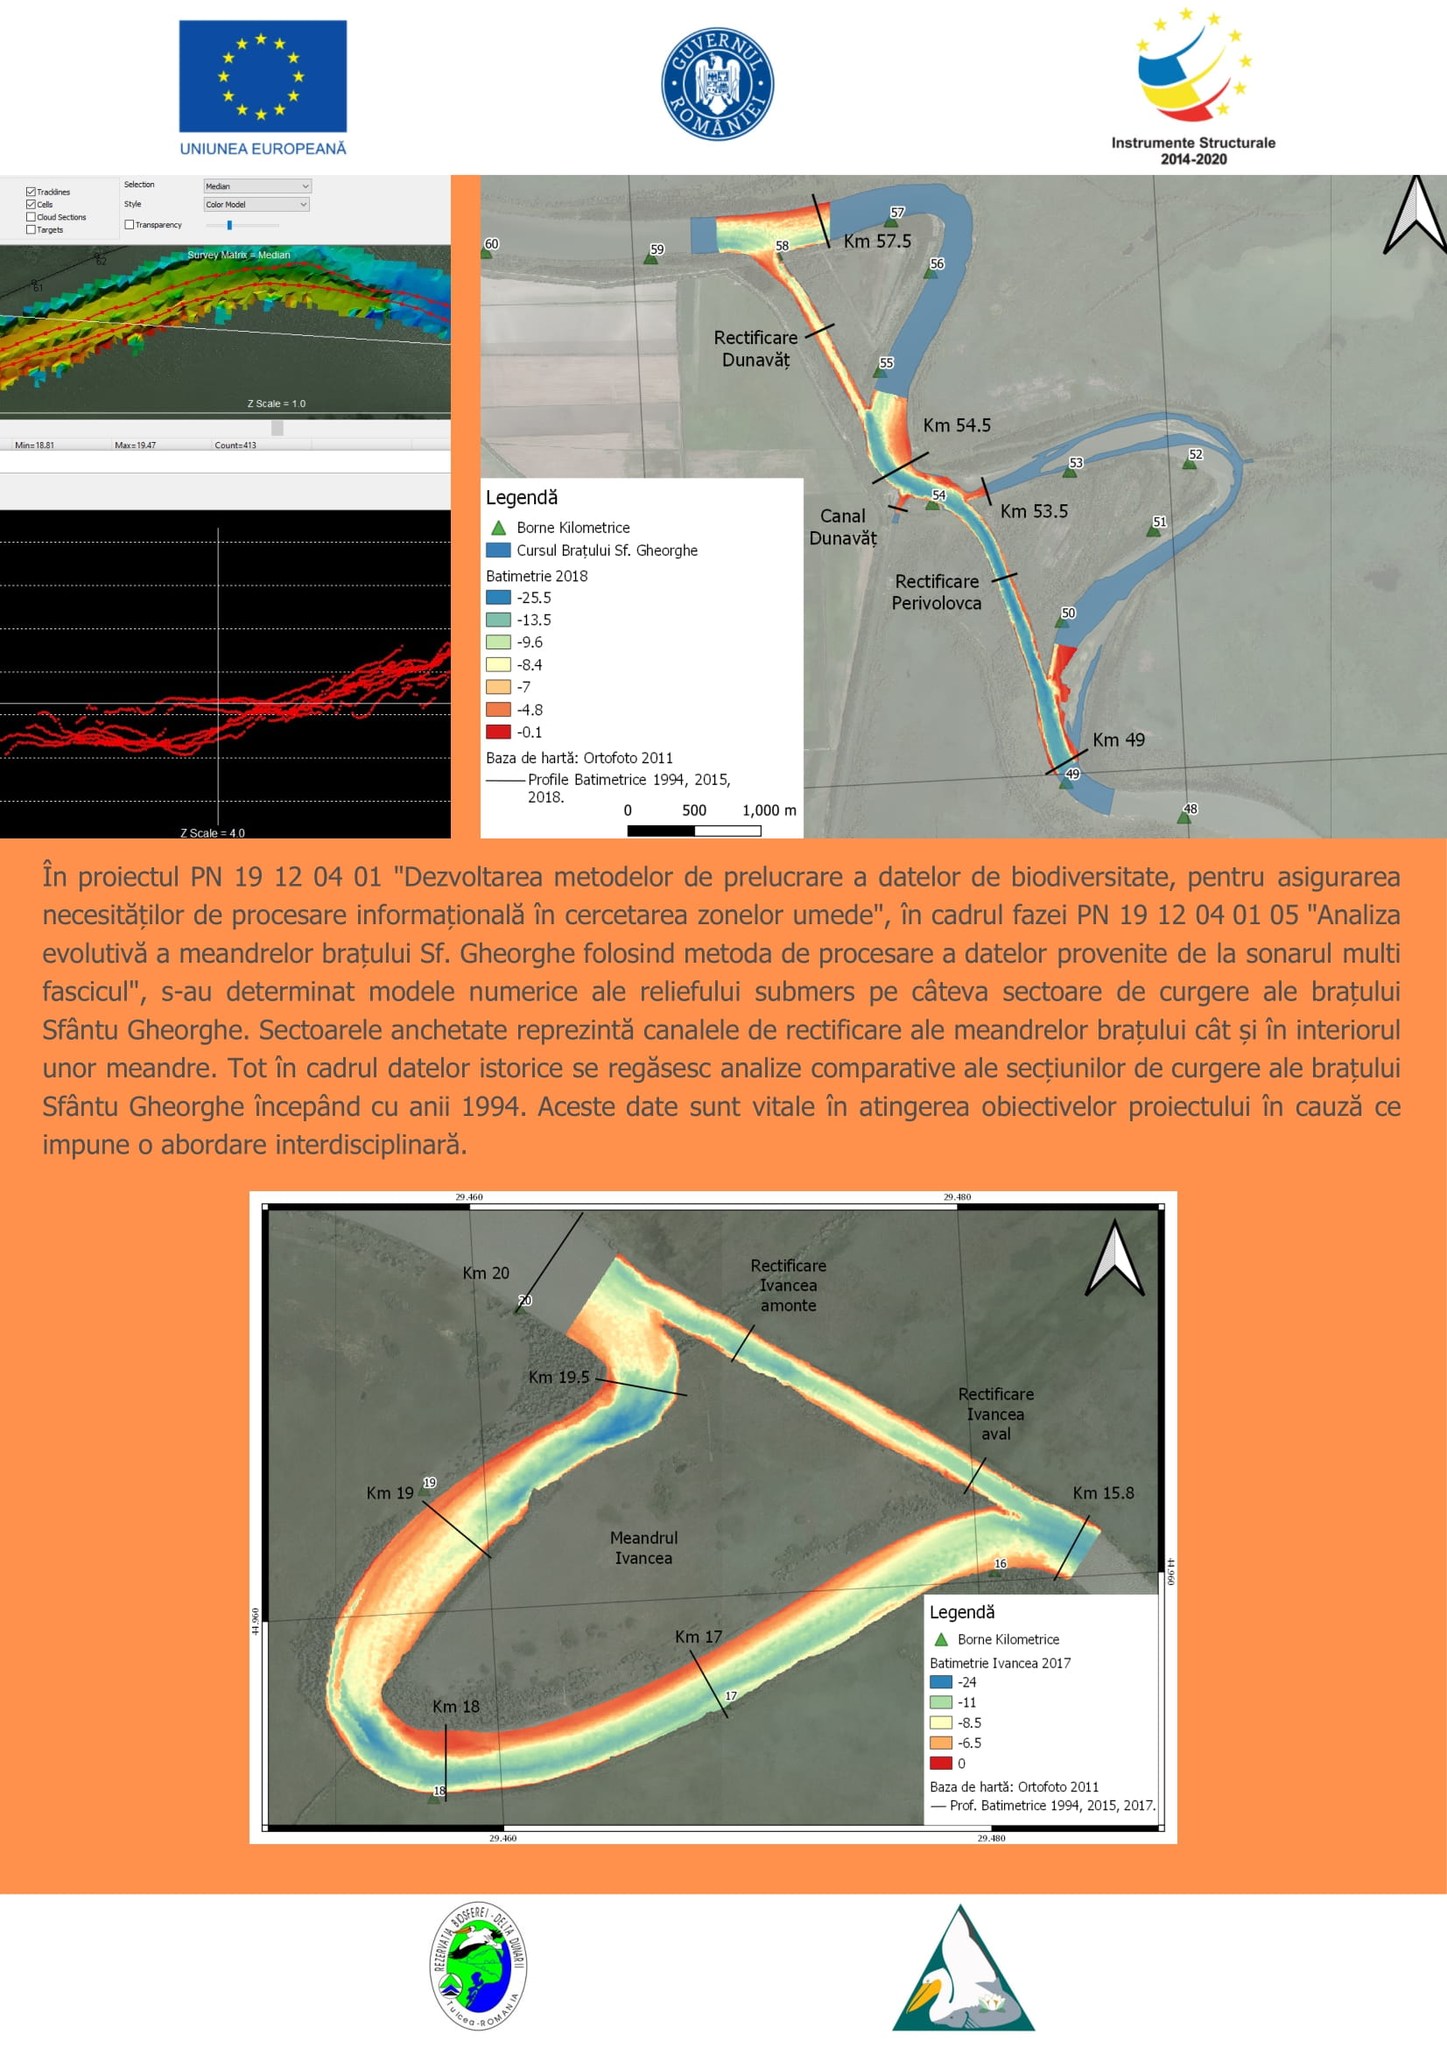 UNIUNEA EUROPEANĂ
GUVERNUL ROMÂNIEI
Instrumente Structurale
2014-2020
Tracklines
Cells
Cloud Sections
Targets
Selection
Median
Style
Color Model
Transparency
Survey Matrix = Median
62
61
Z Scale = 1.0
Min=18.81
Max=19.47
Count=413
Z Scale = 4.0
60
59
58
57
Km 57.5
56
Rectificare
Dunavăț
55
Km 54.5
54
53
52
Km 53.5
Canal
Dunavăț
51
Rectificare
Perivolovca
50
Km 49
49
48
Legendă
Borne Kilometrice
Cursul Brațului Sf. Gheorghe
Batimetrie 2018
-25.5
-13.5
-9.6
-8.4
-7
-4.8
-0.1
Baza de hartă: Ortofoto 2011
Profile Batimetrice 1994, 2015,
2018.
0 500 1,000 m
În proiectul PN 19 12 04 01 "Dezvoltarea metodelor de prelucrare a datelor de biodiversitate, pentru asigurarea
necesităților de procesare informațională în cercetarea zonelor umede", în cadrul fazei PN 19 12 04 01 05 "Analiza
evolutivă a meandrelor brațului Sf. Gheorghe folosind metoda de procesare a datelor provenite de la sonarul multi
fascicul", s-au determinat modele numerice ale reliefului submers pe câteva sectoare de curgere ale brațului
Sfântu Gheorghe. Sectoarele anchetate reprezintă canalele de rectificare ale meandrelor brațului cât și în interiorul
unor meandre. Tot în cadrul datelor istorice se regăsesc analize comparative ale secțiunilor de curgere ale brațului
Sfântu Gheorghe începând cu anii 1994. Aceste date sunt vitale în atingerea obiectivelor proiectului în cauză ce
impune o abordare interdisciplinară.
29.460
29.480
Km 20
20
Rectificare
Ivancea
amonte
Km 19.5
Rectificare
Ivancea
aval
19
Km 19
Km 15.8
Meandrul
Ivancea
16
44.960
44.960
Km 17
17
Km 18
18
Legendă
Borne Kilometrice
Batimetrie Ivancea 2017
-24
-11
-8.5
-6.5
0
Baza de hartă: Ortofoto 2011
Prof. Batimetrice 1994, 2015, 2017.
29.460
29.480
REZERVAȚIA BIOSFEREI - DELTA DUNĂRII
Tulcea-ROMANIA